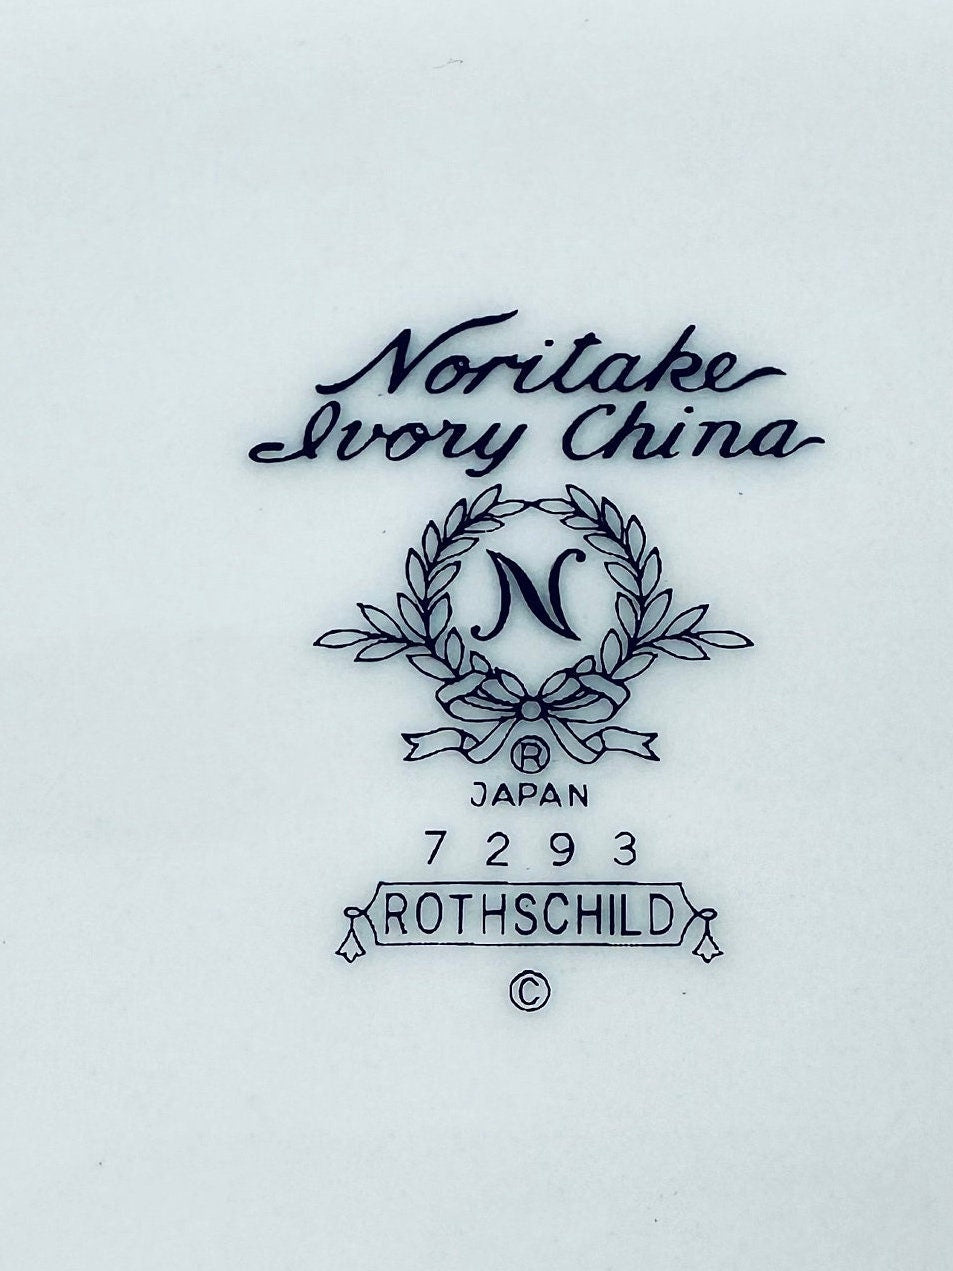 Noritake
Ivory China
N
®
JAPAN
7293
ROTHSCHILD
©